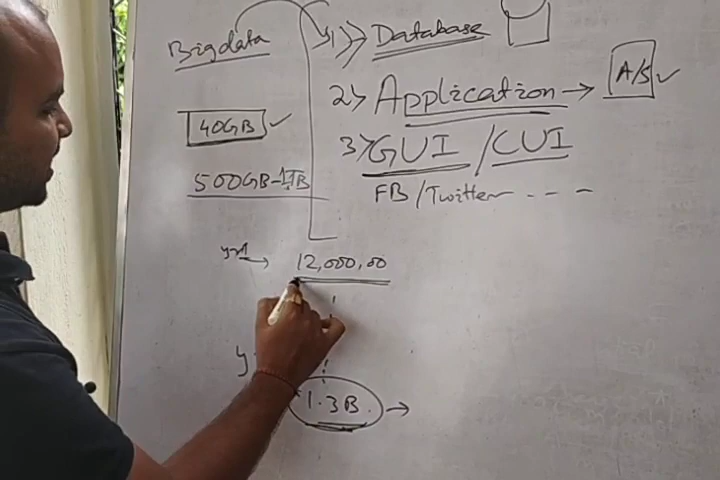 Bigdata
40GB
500GB-1TB
1) Database
2) Application → A/S
3) GUI / CUI
FB / Twitter - - -
yr1 → 12,000,00
y
1.3B. →